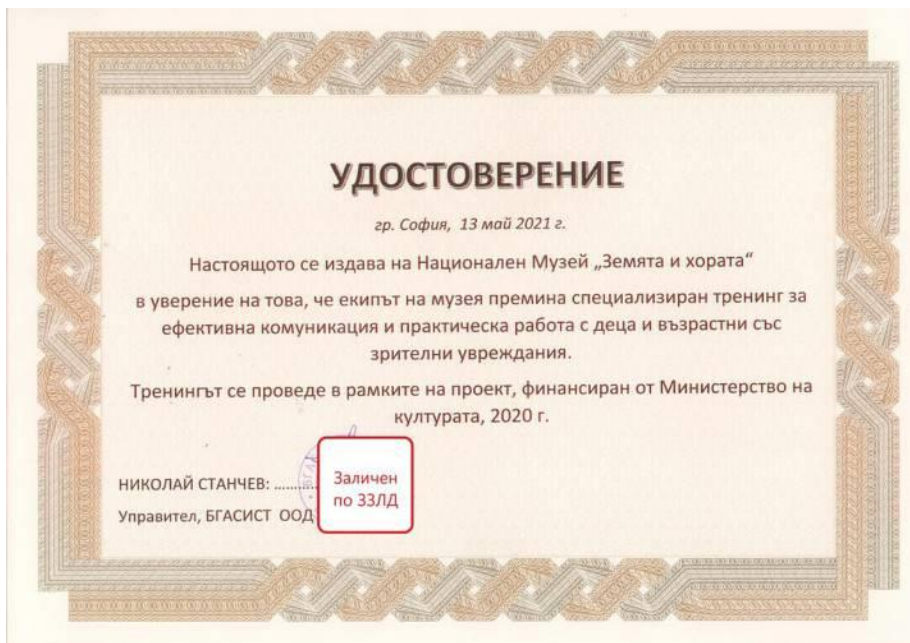 УДОСТОВЕРЕНИЕ
гр. София, 13 май 2021 г.
Настоящото се издава на Национален Музей „Земята и хората“
в уверение на това, че екипът на музея премина специализиран тренинг за
ефективна комуникация и практическа работа с деца и възрастни със
зрителни увреждания.
Тренингът се проведе в рамките на проект, финансиран от Министерство на
културата, 2020 г.
НИКОЛАЙ СТАНЧЕВ: ...........
Управител, БГАСИСТ ООД
Заличен
по ЗЗЛД